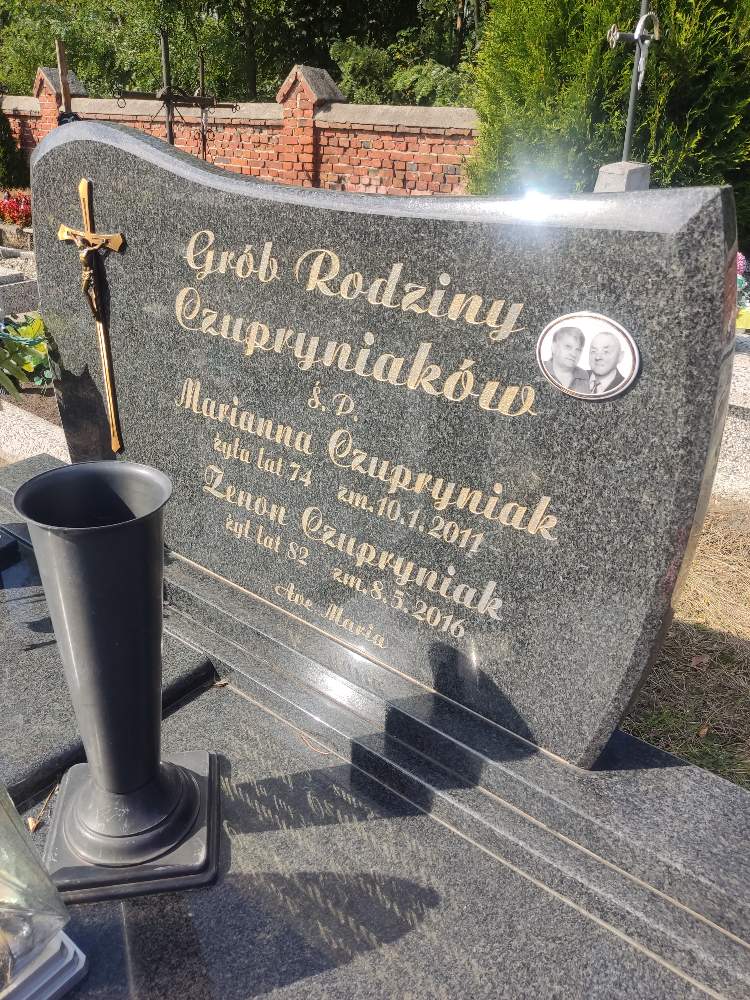 Grób Rodziny
Czupryniaków
Ś. P.
Marianna Czupryniak
żyła lat 74 zm. 10.1.2011
Zenon Czupryniak
żył lat 82 zm. 8.5.2016
Ave Maria